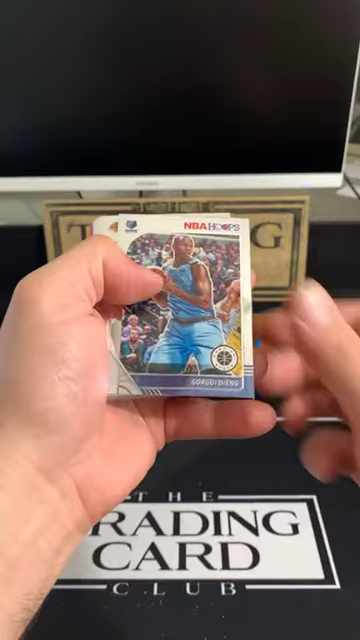 T
G
NBA HOOPS
GORGUI DIENG
THE
TRADING
CARD
CLUB